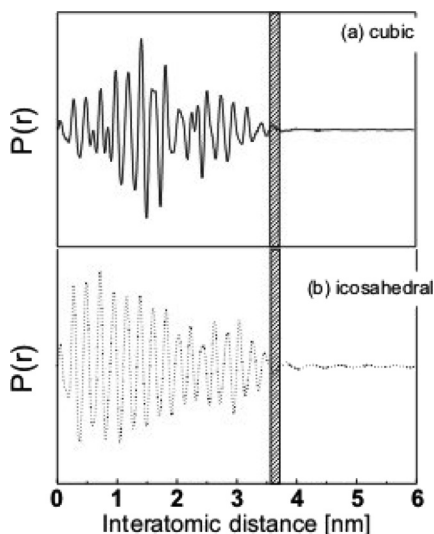 (a) cubic
P(r)
(b) icosahedral
P(r)
0 1 2 3 4 5 6
Interatomic distance [nm]